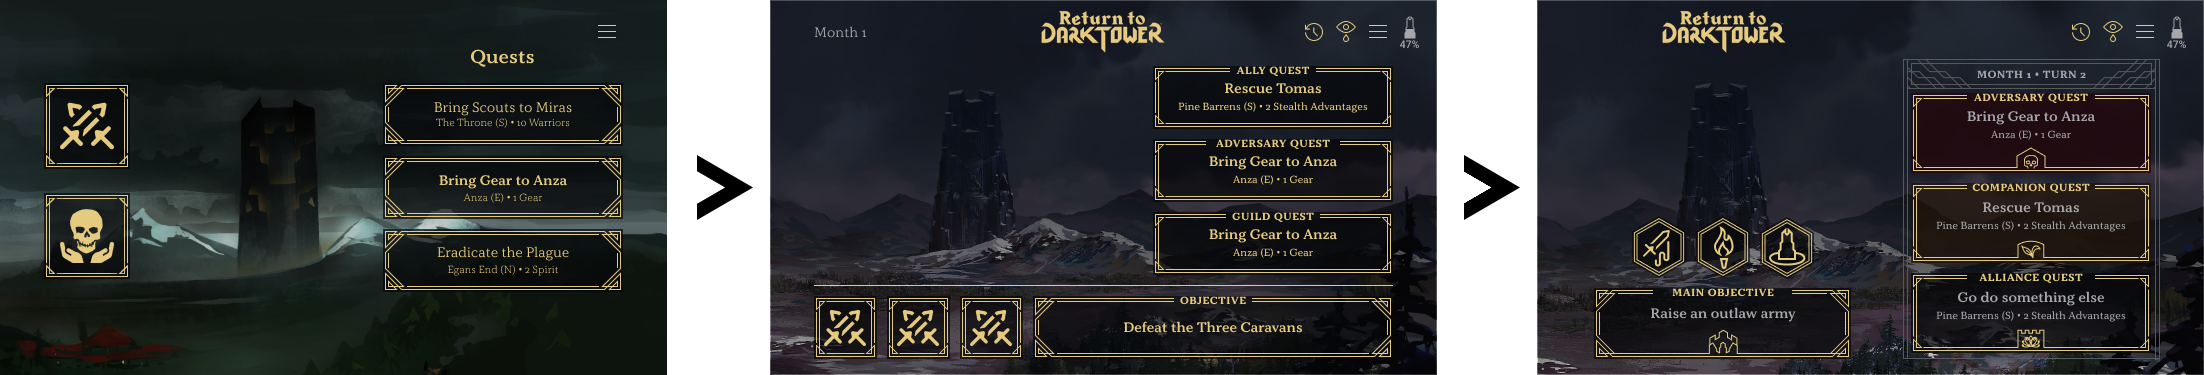 Quests
Bring Scouts to Miras
The Throne (S) • 10 Warriors
Bring Gear to Anza
Anza (E) • 1 Gear
Eradicate the Plague
Egans End (N) • 2 Spirit
>
Month 1
Return to
DARKTOWER
47%
ALLY QUEST
Rescue Tomas
Pine Barrens (S) • 2 Stealth Advantages
ADVERSARY QUEST
Bring Gear to Anza
Anza (E) • 1 Gear
GUILD QUEST
Bring Gear to Anza
Anza (E) • 1 Gear
OBJECTIVE
Defeat the Three Caravans
>
Return to
DARKTOWER
47%
MONTH 1 • TURN 2
ADVERSARY QUEST
Bring Gear to Anza
Anza (E) • 1 Gear
COMPANION QUEST
Rescue Tomas
Pine Barrens (S) • 2 Stealth Advantages
ALLIANCE QUEST
Go do something else
Pine Barrens (S) • 2 Stealth Advantages
MAIN OBJECTIVE
Raise an outlaw army